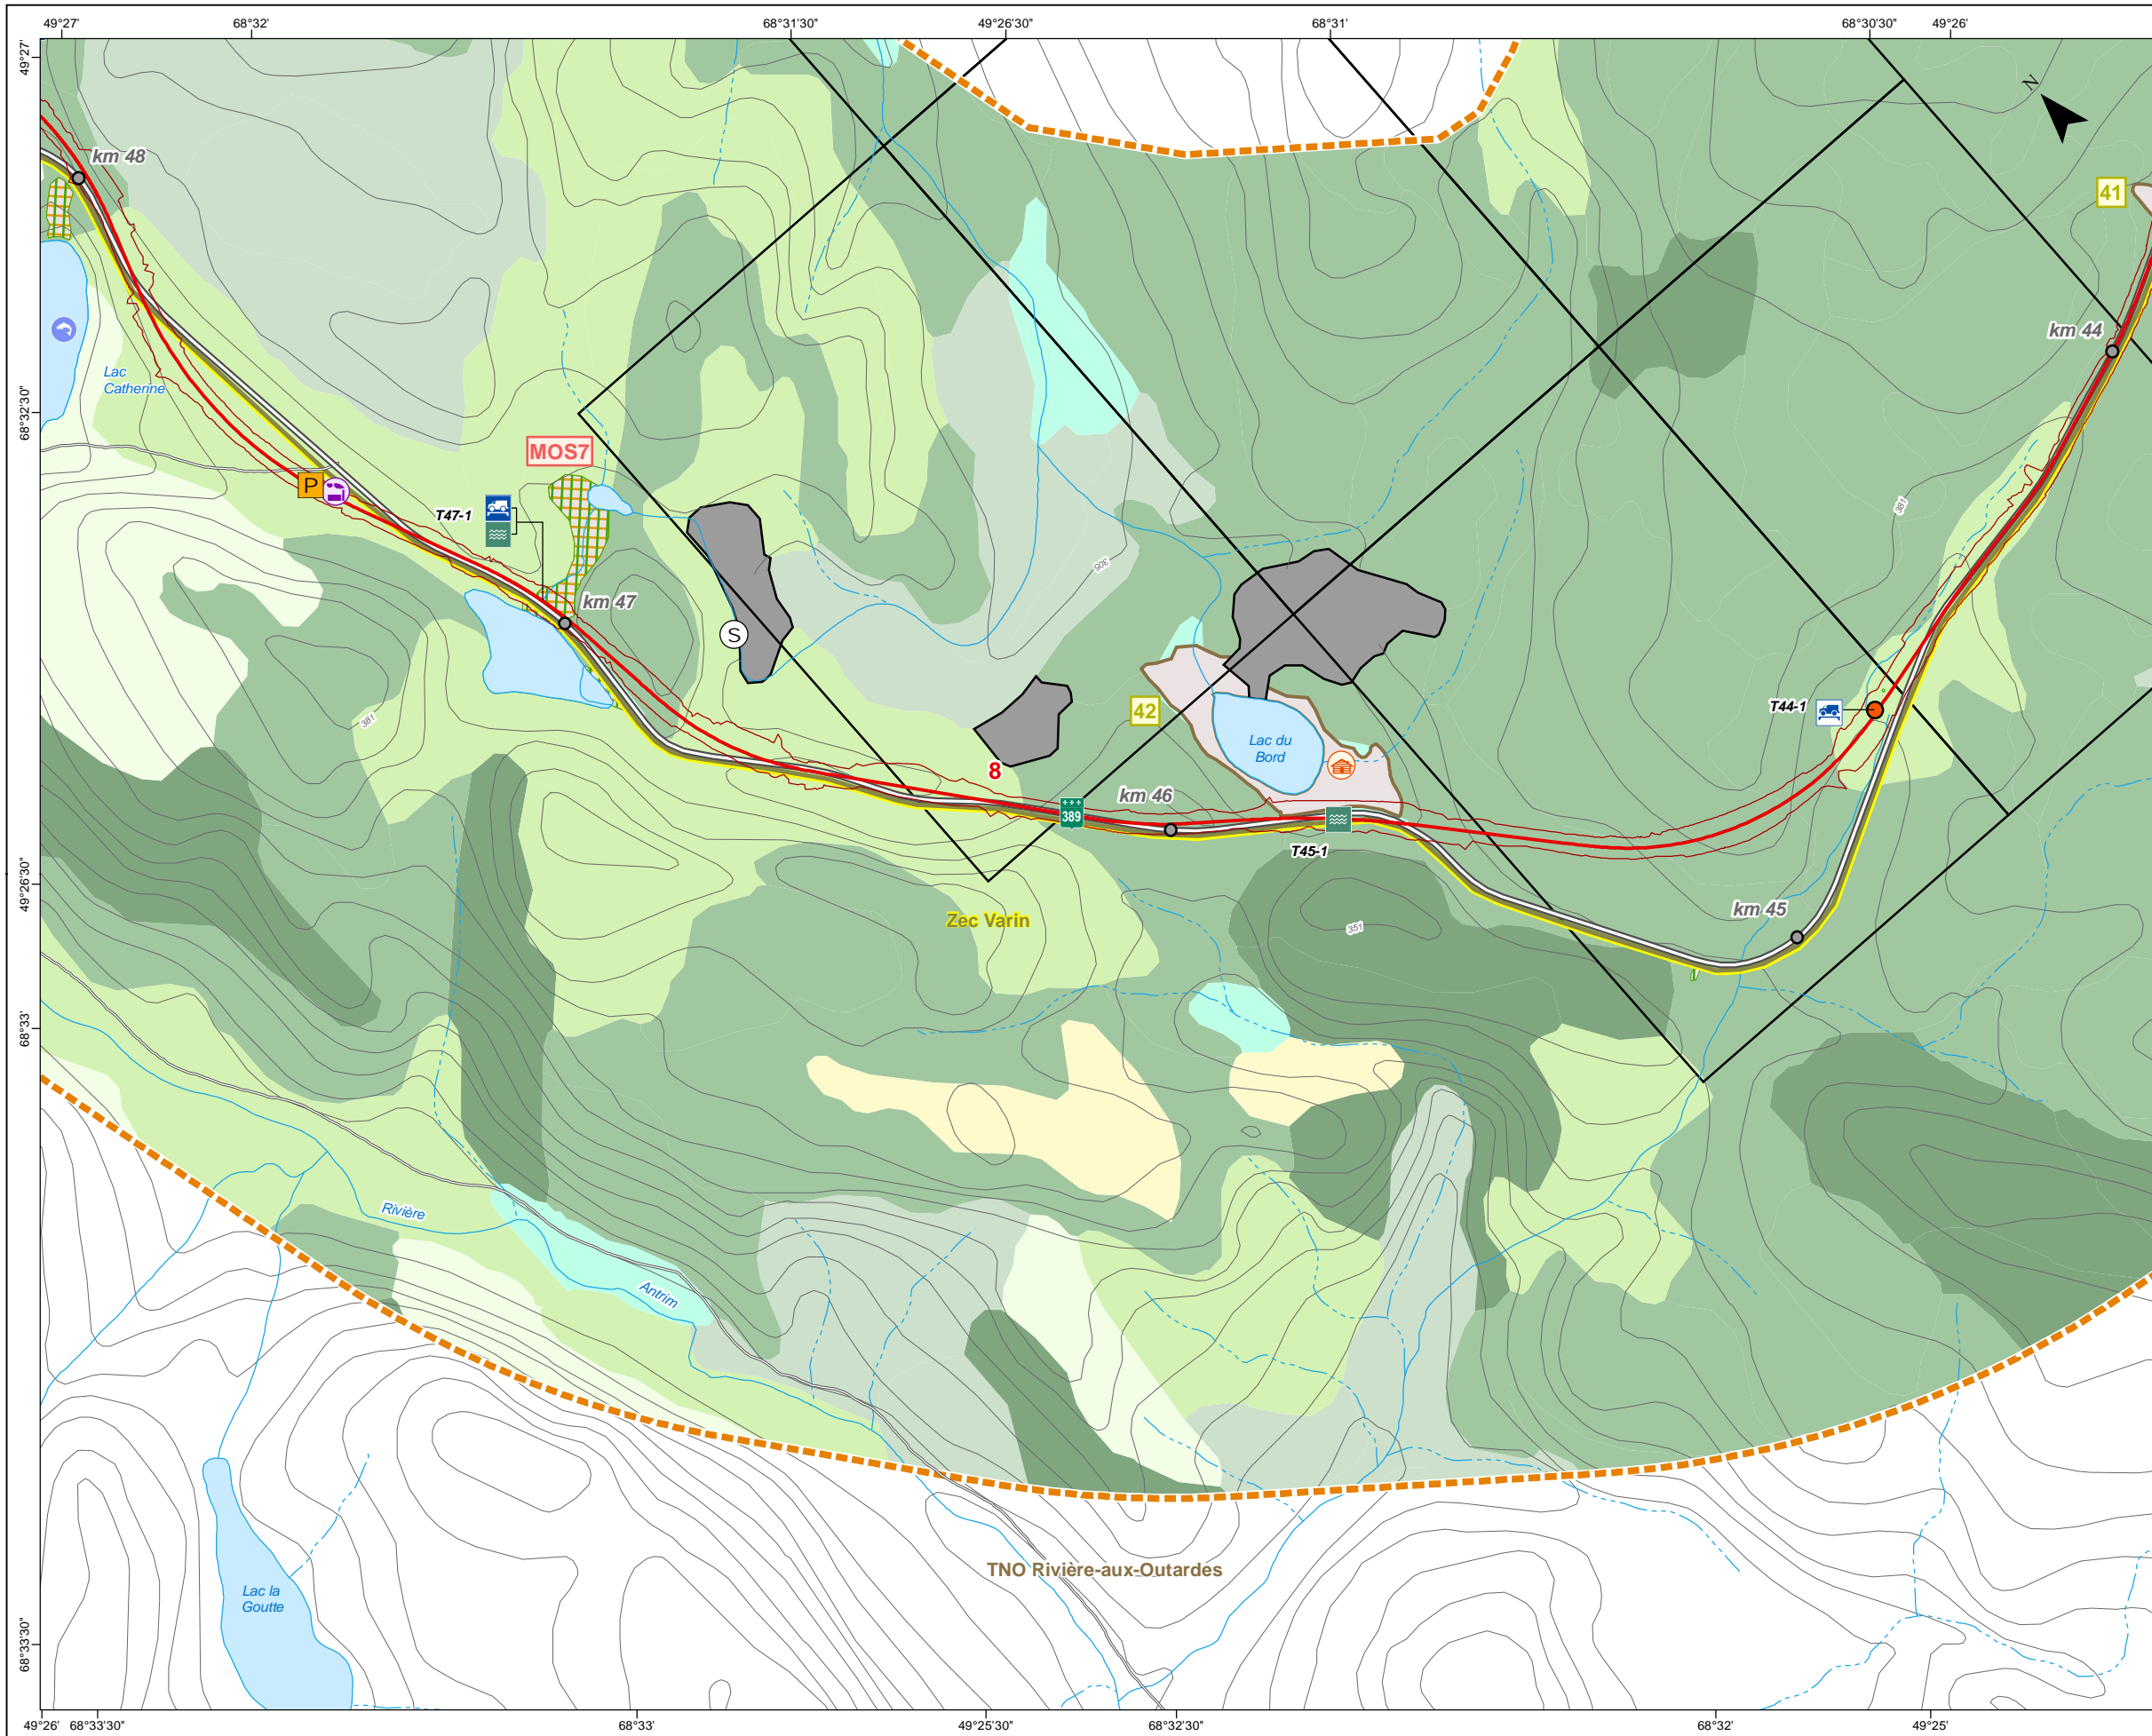 49°27' 68°32' 68°31'30" 49°26'30" 68°31' 68°30'30" 49°26'
49°27'
N
km 48
41
km 44
Lac
Catherine
68°32'30"
MOS7
P
T47-1
381
305
km 47
S
42
T44-1
381
Lac du
Bord
8
km 46
389
T45-1
49°26'30"
Zec Varin
km 45
351
68°33'
Rivière
Antrim
TNO Rivière-aux-Outardes
Lac la
Goutte
68°33'30"
49°26' 68°33'30" 68°33' 49°25'30" 68°32'30" 68°32' 49°25'